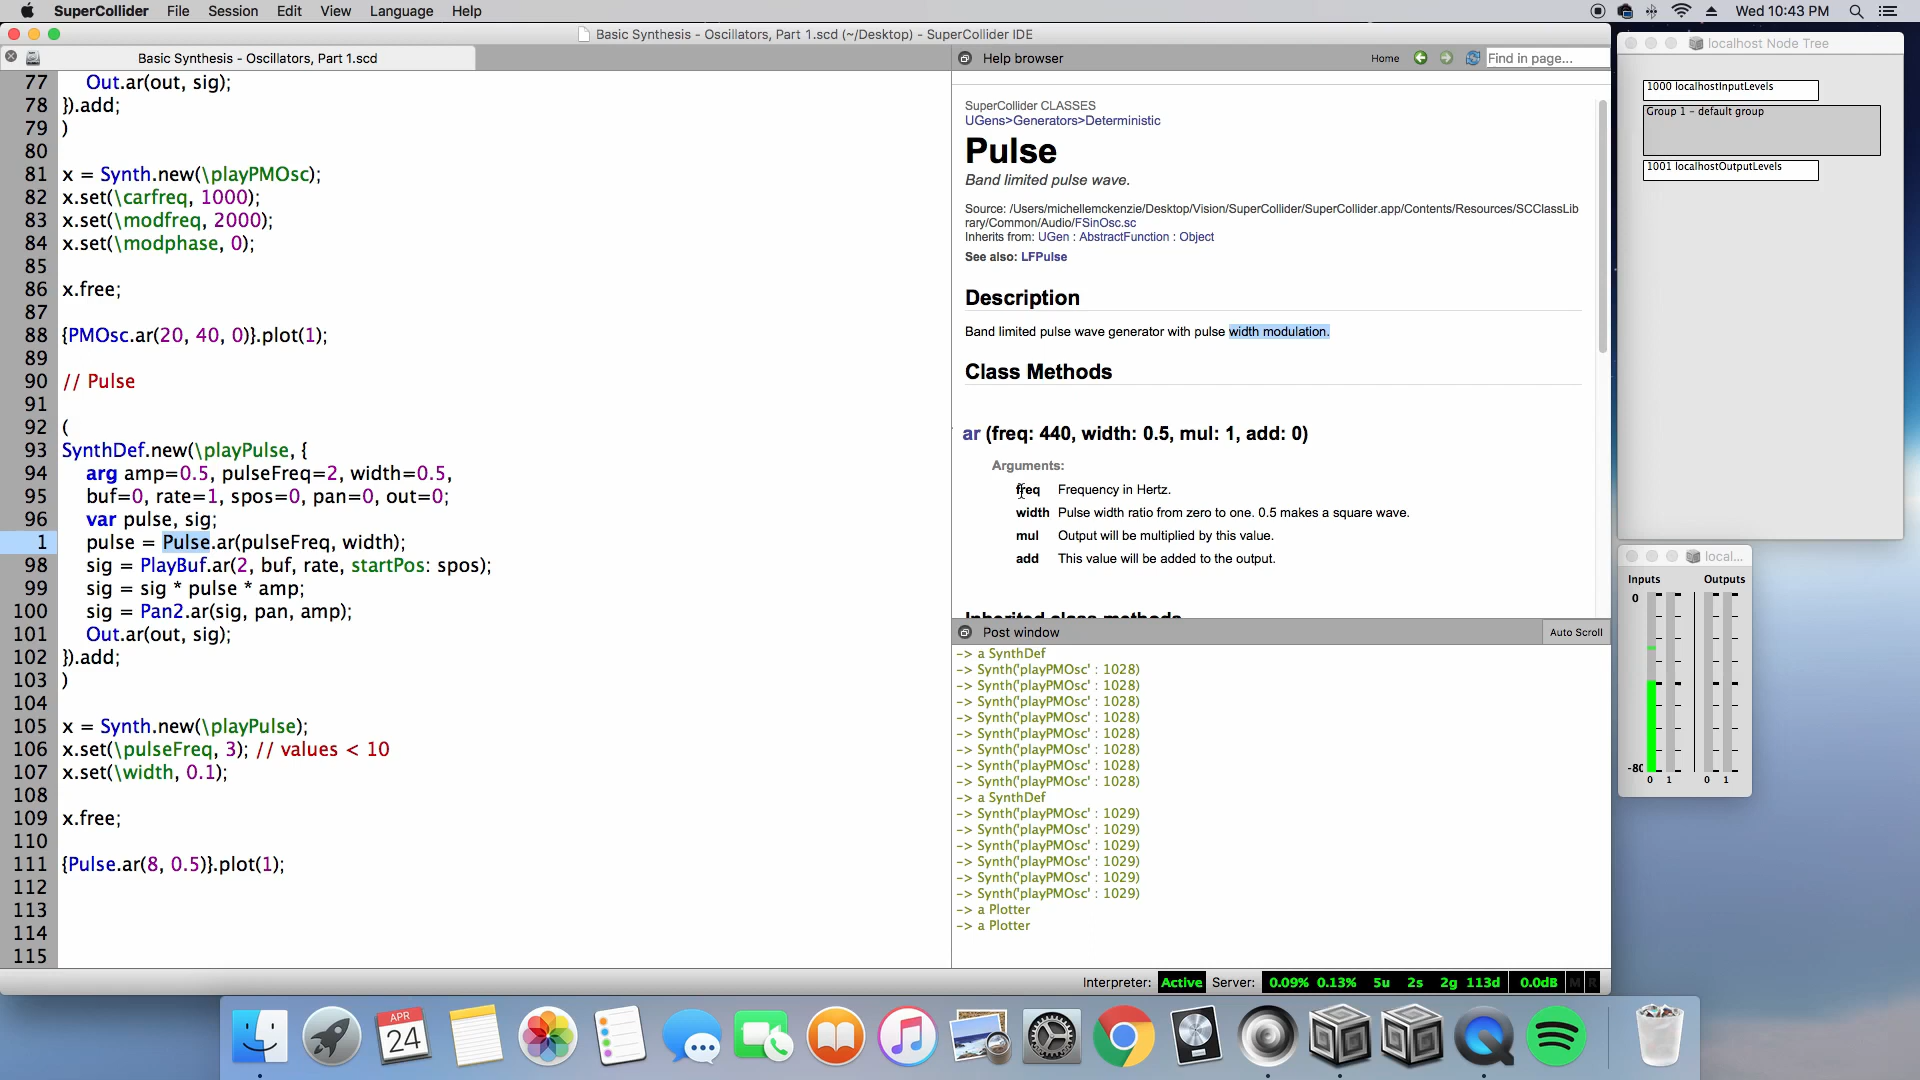 SuperCollider File Session Edit View Language Help
Wed 10:43 PM
Basic Synthesis - Oscillators, Part 1.scd (~/Desktop) - SuperCollider IDE
Basic Synthesis - Oscillators, Part 1.scd
77 Out.ar(out, sig);
78 }).add;
79 )
80
81 x = Synth.new(\playPMOsc);
82 x.set(\carfreq, 1000);
83 x.set(\modfreq, 2000);
84 x.set(\modphase, 0);
85
86 x.free;
87
88 {PMOsc.ar(20, 40, 0)}.plot(1);
89
90 // Pulse
91
92 (
93 SynthDef.new(\playPulse, {
94 arg amp=0.5, pulseFreq=2, width=0.5,
95 buf=0, rate=1, spos=0, pan=0, out=0;
96 var pulse, sig;
1 pulse = Pulse.ar(pulseFreq, width);
98 sig = PlayBuf.ar(2, buf, rate, startPos: spos);
99 sig = sig * pulse * amp;
100 sig = Pan2.ar(sig, pan, amp);
101 Out.ar(out, sig);
102 }).add;
103 )
104
105 x = Synth.new(\playPulse);
106 x.set(\pulseFreq, 3); // values < 10
107 x.set(\width, 0.1);
108
109 x.free;
110
111 {Pulse.ar(8, 0.5)}.plot(1);
112
113
114
115
Help browser
Home
Find in page...
SuperCollider CLASSES
UGens>Generators>Deterministic
Pulse
Band limited pulse wave.
Source: /Users/michellemckenzie/Desktop/Vision/SuperCollider/SuperCollider.app/Contents/Resources/SCClassLib
rary/Common/Audio/FSinOsc.sc
Inherits from: UGen : AbstractFunction : Object
See also: LFPulse
Description
Band limited pulse wave generator with pulse width modulation.
Class Methods
ar (freq: 440, width: 0.5, mul: 1, add: 0)
Arguments:
freq Frequency in Hertz.
width Pulse width ratio from zero to one. 0.5 makes a square wave.
mul Output will be multiplied by this value.
add This value will be added to the output.
Inherited class methods
Post window
Auto Scroll
-> a SynthDef
-> Synth('playPMOsc' : 1028)
-> Synth('playPMOsc' : 1028)
-> Synth('playPMOsc' : 1028)
-> Synth('playPMOsc' : 1028)
-> Synth('playPMOsc' : 1028)
-> Synth('playPMOsc' : 1028)
-> Synth('playPMOsc' : 1028)
-> Synth('playPMOsc' : 1028)
-> a SynthDef
-> Synth('playPMOsc' : 1029)
-> Synth('playPMOsc' : 1029)
-> Synth('playPMOsc' : 1029)
-> Synth('playPMOsc' : 1029)
-> Synth('playPMOsc' : 1029)
-> Synth('playPMOsc' : 1029)
-> a Plotter
-> a Plotter
Interpreter: Active Server: 0.09% 0.13% 5u 2s 2g 113d 0.0dB M R
localhost Node Tree
1000 localhostInputLevels
Group 1 - default group
1001 localhostOutputLevels
local...
Inputs Outputs
0
-80
0 1 0 1
APR
24